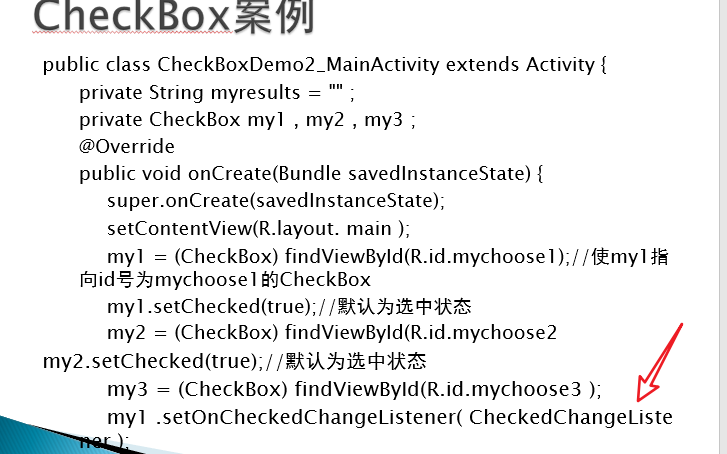 CheckBox案例
public class CheckBoxDemo2_MainActivity extends Activity {
private String myresults = "" ;
private CheckBox my1 , my2 , my3 ;
@Override
public void onCreate(Bundle savedInstanceState) {
super.onCreate(savedInstanceState);
setContentView(R.layout. main );
my1 = (CheckBox) findViewById(R.id.mychoose1);//使my1指
向id号为mychoose1的CheckBox
my1.setChecked(true);//默认为选中状态
my2 = (CheckBox) findViewById(R.id.mychoose2
my2.setChecked(true);//默认为选中状态
my3 = (CheckBox) findViewById(R.id.mychoose3 );
my1 .setOnCheckedChangeListener( CheckedChangeListe
ner );